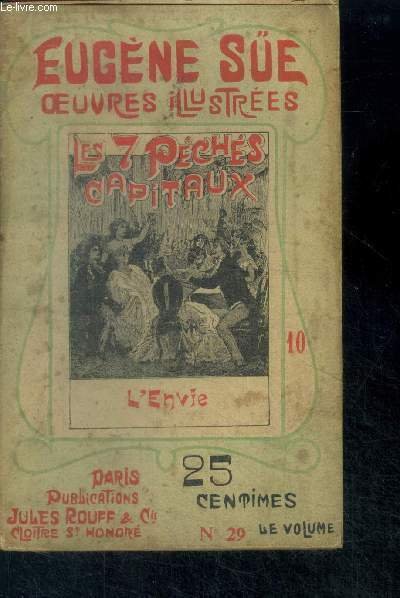 Le-livre.com
EUGÈNE SÜE
ŒUVRES ILLUSTRÉES
LES 7 PÉCHÉS
CAPITAUX
10
L'Envie
PARIS
PUBLICATIONS
JULES ROUFF & Cie
CLOÎTRE St HONORÉ
25
CENTIMES
LE VOLUME
N 29